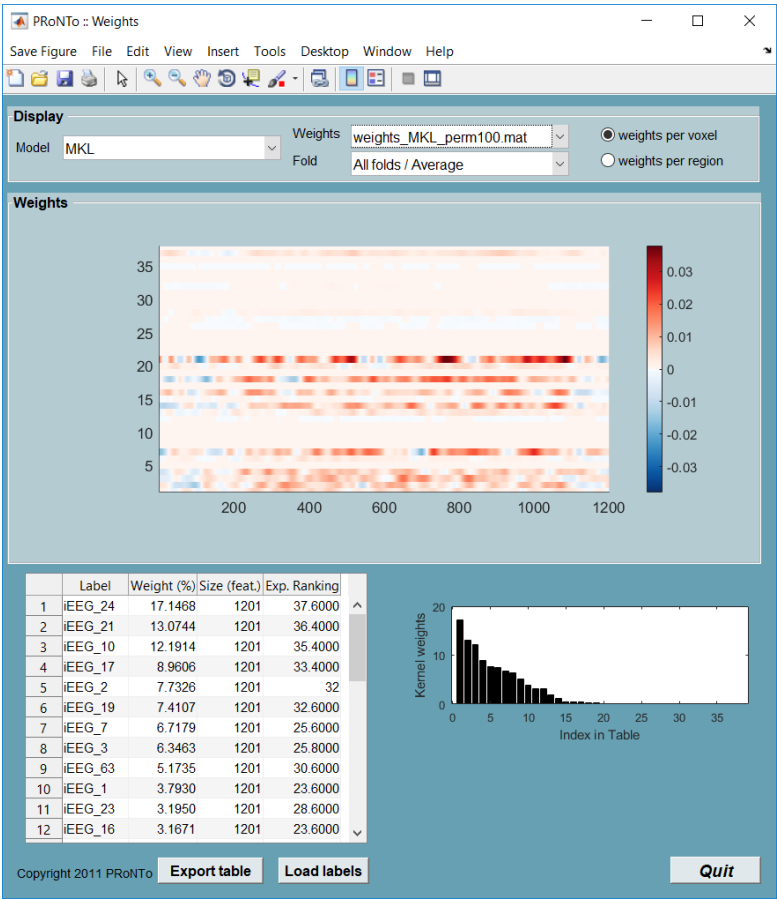 PRoNTo :: Weights
Save Figure File Edit View Insert Tools Desktop Window Help
Display
Model MKL
Weights weights_MKL_perm100.mat
Fold All folds / Average
weights per voxel
weights per region
Weights
35
30
25
20
15
10
5
200 400 600 800 1000 1200
0.03
0.02
0.01
0
-0.01
-0.02
-0.03
Label Weight (%) Size (feat.) Exp. Ranking
1 iEEG_24 17.1468 1201 37.6000
2 iEEG_21 13.0744 1201 36.4000
3 iEEG_10 12.1914 1201 35.4000
4 iEEG_17 8.9606 1201 33.4000
5 iEEG_2 7.7326 1201 32
6 iEEG_19 7.4107 1201 32.6000
7 iEEG_7 6.7179 1201 25.6000
8 iEEG_3 6.3463 1201 25.8000
9 iEEG_63 5.1735 1201 30.6000
10 iEEG_1 3.7930 1201 23.6000
11 iEEG_23 3.1950 1201 28.6000
12 iEEG_16 3.1671 1201 23.6000
Kernel weights
20
10
0
0 5 10 15 20 25 30 35
Index in Table
Copyright 2011 PRoNTo
Export table
Load labels
Quit